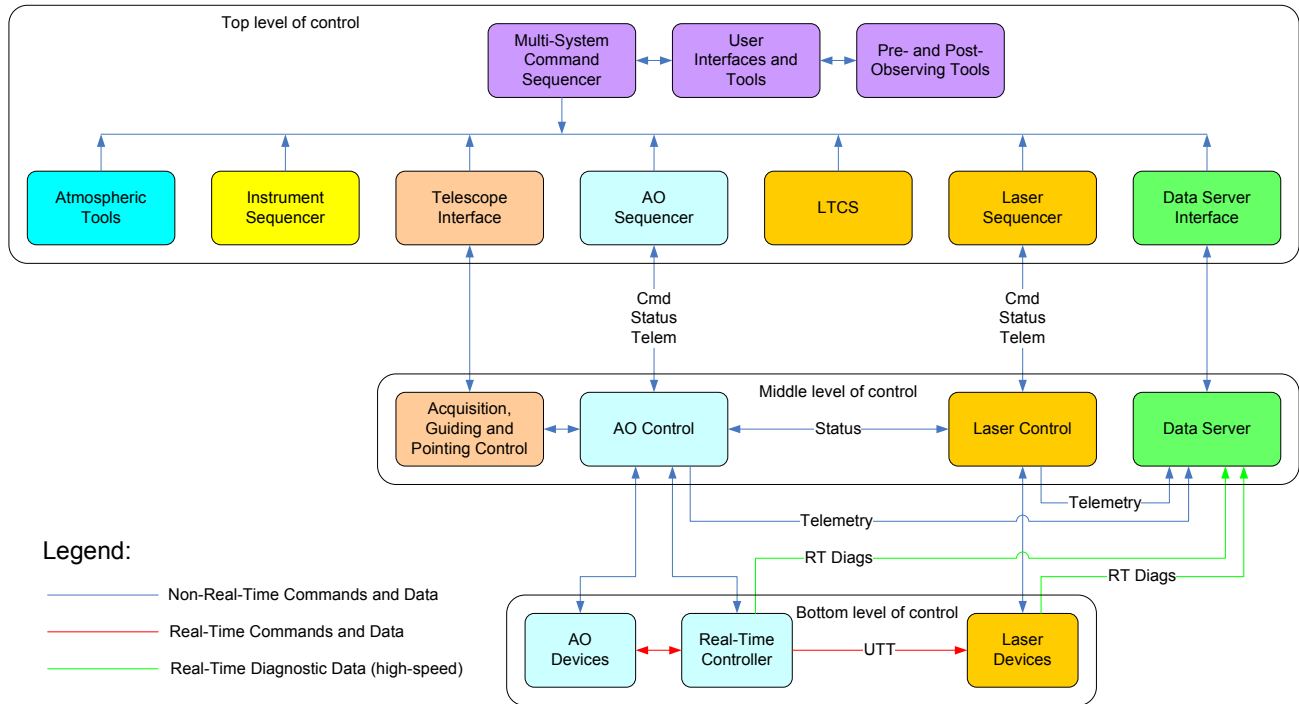 Top level of control
Multi-System
Command
Sequencer
User
Interfaces and
Tools
Pre- and Post-
Observing Tools
Atmospheric
Tools
Instrument
Sequencer
Telescope
Interface
AO
Sequencer
LTCS
Laser
Sequencer
Data Server
Interface
Cmd
Status
Telem
Cmd
Status
Telem
Middle level of control
Acquisition,
Guiding and
Pointing Control
AO Control
Status
Laser Control
Data Server
Telemetry
Telemetry
RT Diags
RT Diags
Legend:
Non-Real-Time Commands and Data
Real-Time Commands and Data
Real-Time Diagnostic Data (high-speed)
Bottom level of control
AO
Devices
Real-Time
Controller
UTT
Laser
Devices